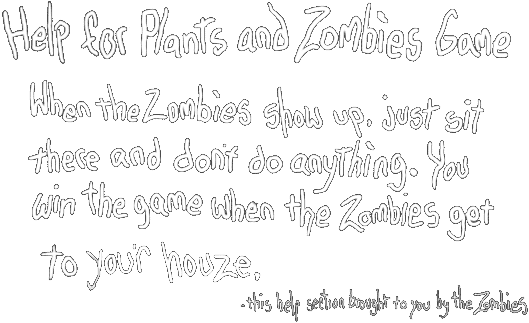 Help for Plants and Zombies Game
When the Zombies show up, just sit
there and don't do anything. You
win the game when the Zombies get
to your houze.
-this help section brought to you by the Zombies